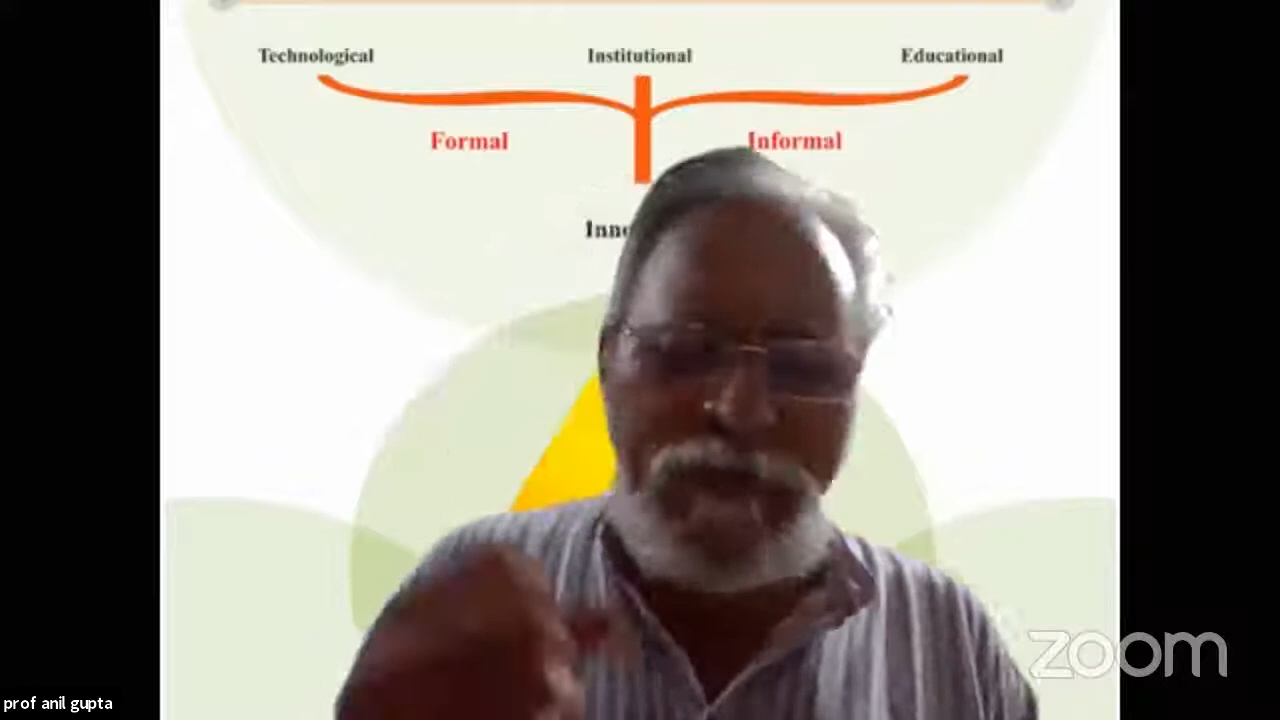 Technological Institutional Educational
Formal Informal
zoom
prof anil gupta